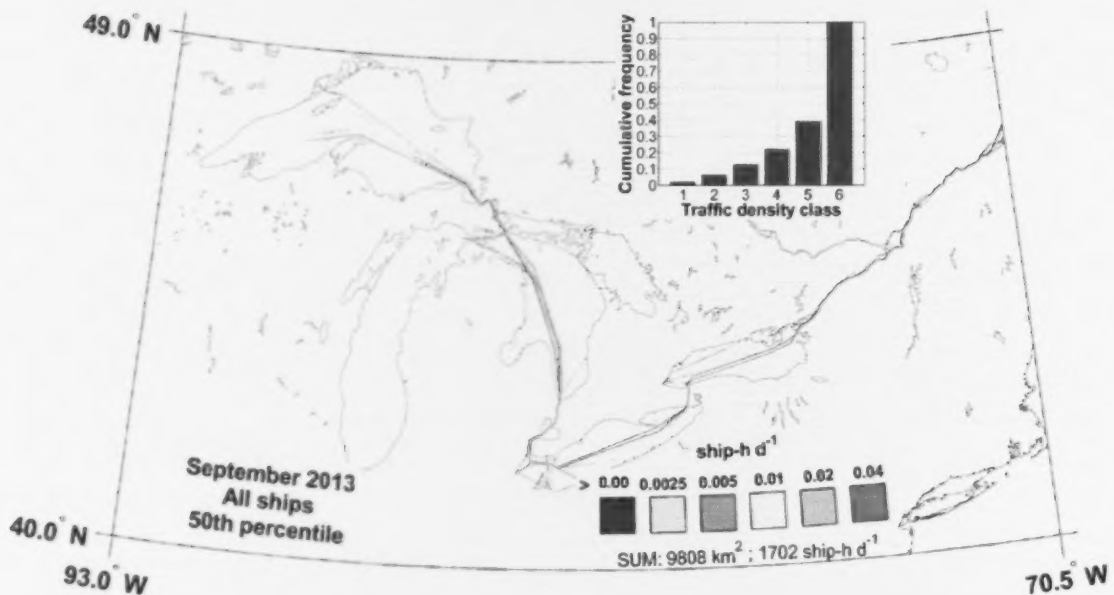 49.0° N
1
0.9
0.8
0.7
0.6
0.5
0.4
0.3
0.2
0.1
0
Cumulative frequency
1 2 3 4 5 6
Traffic density class
September 2013
All ships
50th percentile
ship-h d⁻¹
> 0.00 0.0025 0.005 0.01 0.02 0.04
SUM: 9808 km² ; 1702 ship-h d⁻¹
40.0° N
93.0° W
70.5° W